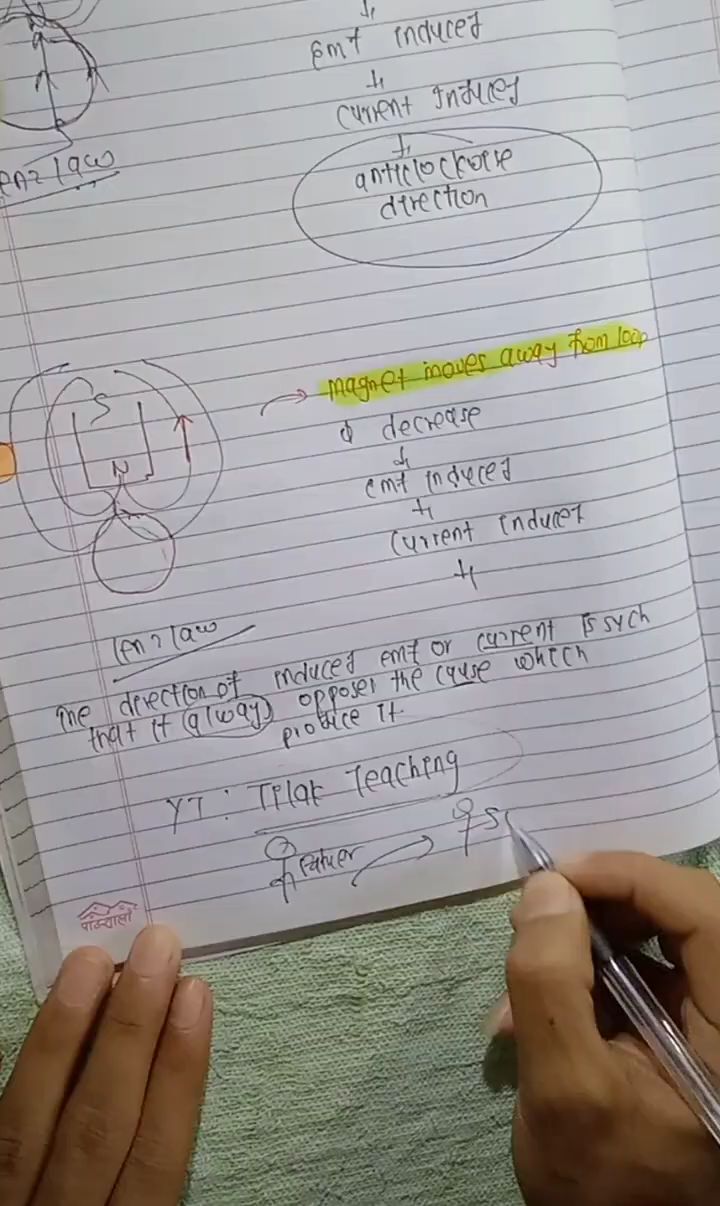 N
emf induced
current induced
anticlockwise
direction
lenz law
magnet moves away from loop
S
ϕ decrease
N
emf induced
current induced
lenz law
The direction of induced emf or current is such
that it always opposes the cause which
produce it.
YT: Tilak Teaching
father